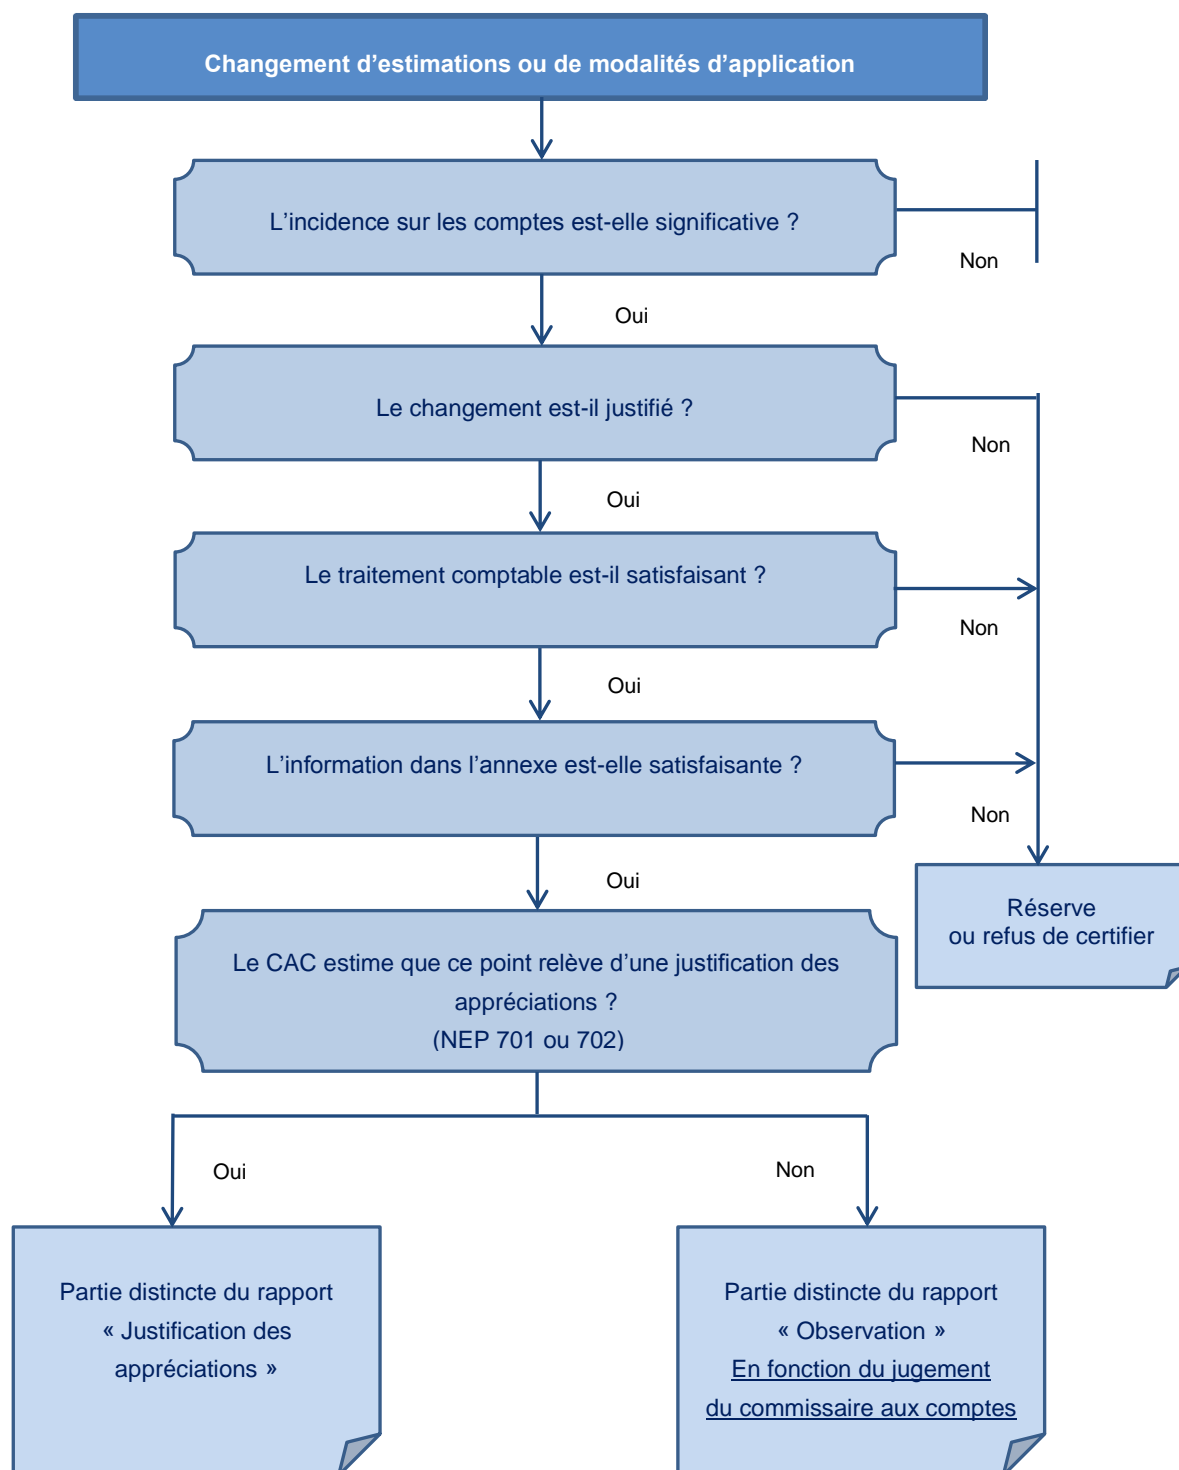 Changement d’estimations ou de modalités d’application
L’incidence sur les comptes est-elle significative ?
Non
Oui
Le changement est-il justifié ?
Non
Oui
Le traitement comptable est-il satisfaisant ?
Non
Oui
L’information dans l’annexe est-elle satisfaisante ?
Non
Oui
Réserve
ou refus de certifier
Le CAC estime que ce point relève d’une justification des
appréciations ?
(NEP 701 ou 702)
Oui
Non
Partie distincte du rapport
« Justification des
appréciations »
Partie distincte du rapport
« Observation »
En fonction du jugement
du commissaire aux comptes